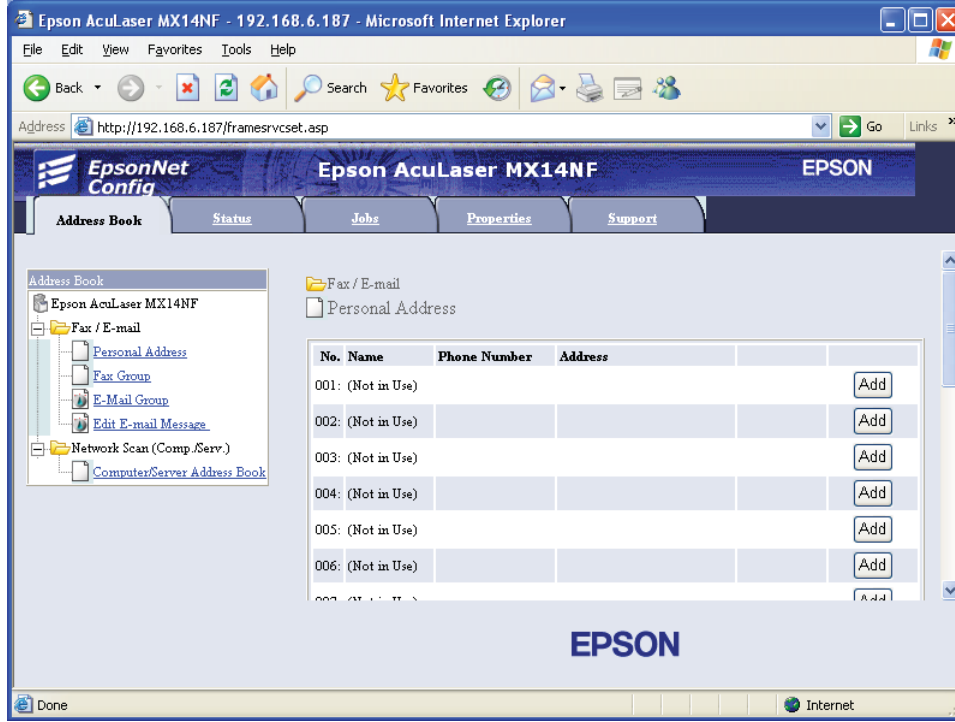 Epson AcuLaser MX14NF - 192.168.6.187 - Microsoft Internet Explorer
File Edit View Favorites Tools Help
Back Search Favorites
Address http://192.168.6.187/framesrvcset.asp Go Links »
EpsonNet Config Epson AcuLaser MX14NF EPSON
Address Book Status Jobs Properties Support
Address Book
Epson AcuLaser MX14NF
Fax / E-mail
Personal Address
Fax Group
E-Mail Group
Edit E-mail Message
Network Scan (Comp./Serv.)
Computer/Server Address Book
Fax / E-mail
Personal Address
No. Name Phone Number Address
001: (Not in Use) Add
002: (Not in Use) Add
003: (Not in Use) Add
004: (Not in Use) Add
005: (Not in Use) Add
006: (Not in Use) Add
EPSON
Done Internet